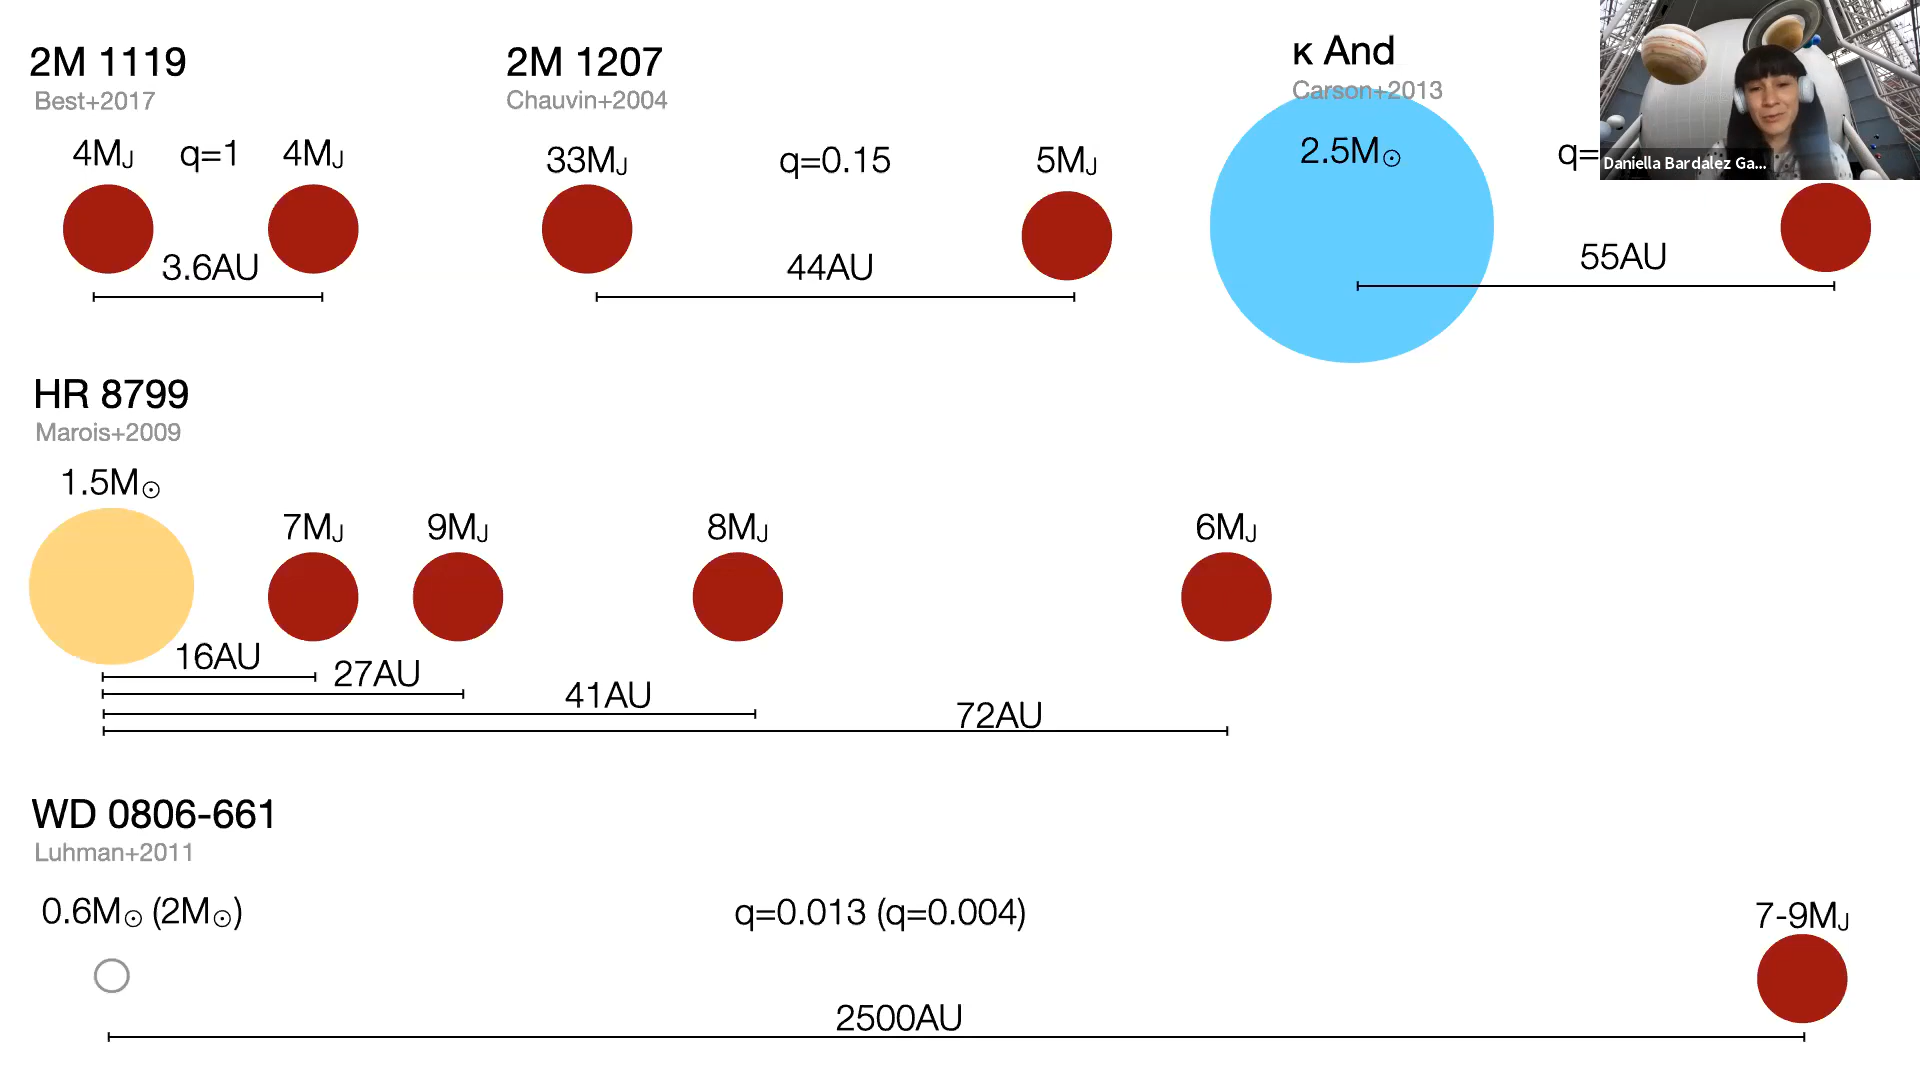 2M 1119
Best+2017
4MJ q=1 4MJ
3.6AU
2M 1207
Chauvin+2004
33MJ q=0.15 5MJ
44AU
κ And
Carson+2013
2.5M☉ q=
55AU
Daniella Bardalez Ga...
HR 8799
Marois+2009
1.5M☉
7MJ 9MJ 8MJ 6MJ
16AU
27AU
41AU
72AU
WD 0806-661
Luhman+2011
0.6M☉ (2M☉) q=0.013 (q=0.004) 7-9MJ
2500AU